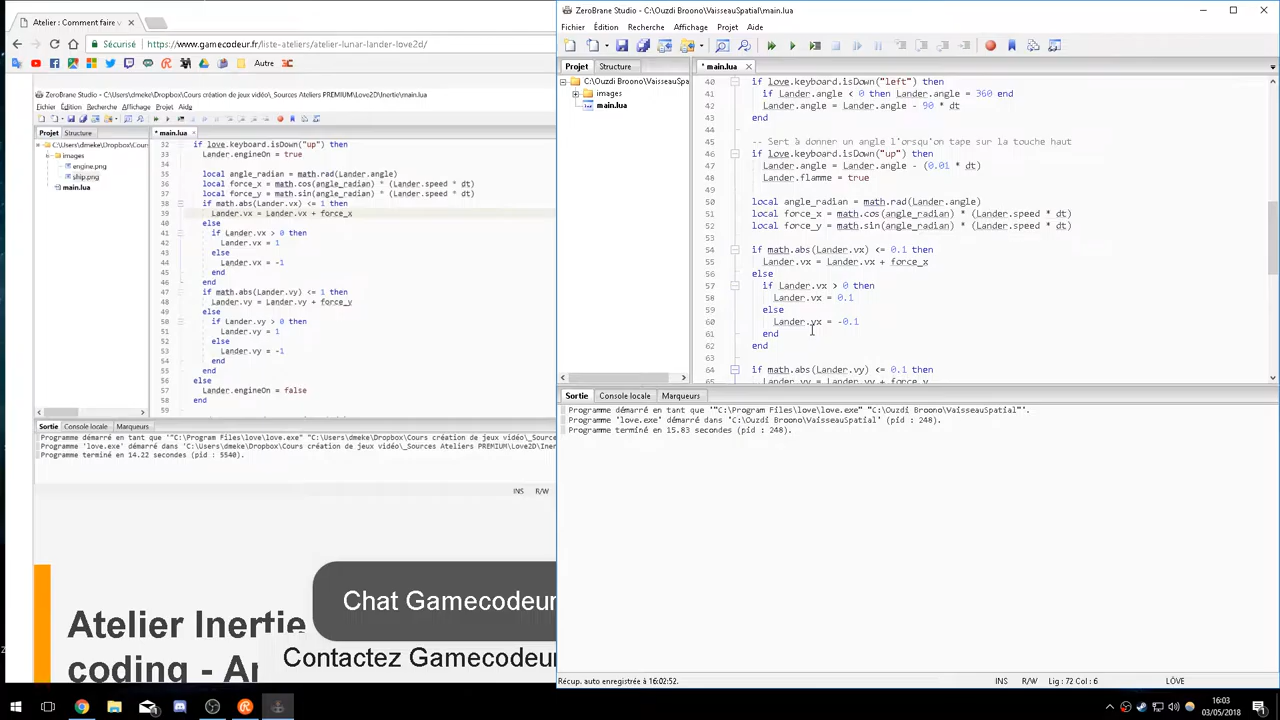 Atelier : Comment faire v
Sécurisé
https://www.gamecodeur.fr/liste-ateliers/atelier-lunar-lander-love2d/
Autre
ZeroBrane Studio - C:\Users\dmeke\Dropbox\Cours création de jeux vidéo\_Sources Ateliers PREMIUM\Love2D\Inertie\main.lua
Fichier Édition Recherche Affichage Projet Aide
Projet Structure
* main.lua
C:\Users\dmeke\Dropbox\Cour
images
engine.png
ship.png
main.lua
32 if love.keyboard.isDown("up") then
33 Lander.engineOn = true
34
35 local angle_radian = math.rad(Lander.angle)
36 local force_x = math.cos(angle_radian) * (Lander.speed * dt)
37 local force_y = math.sin(angle_radian) * (Lander.speed * dt)
38 if math.abs(Lander.vx) <= 1 then
39 Lander.vx = Lander.vx + force_x
40 else
41 if Lander.vx > 0 then
42 Lander.vx = 1
43 else
44 Lander.vx = -1
45 end
46 end
47 if math.abs(Lander.vy) <= 1 then
48 Lander.vy = Lander.vy + force_y
49 else
50 if Lander.vy > 0 then
51 Lander.vy = 1
52 else
53 Lander.vy = -1
54 end
55 end
56 else
57 Lander.engineOn = false
58 end
59
Sortie Console locale Marqueurs
Programme démarré en tant que '"C:\Program Files\love\love.exe" "C:\Users\dmeke\Dropbox\Cours création de jeux vidéo\_Sourc
Programme 'love.exe' démarré dans 'C:\Users\dmeke\Dropbox\Cours création de jeux vidéo\_Sources Ateliers PREMIUM\Love2D\Iner
Programme terminé en 14.22 secondes (pid : 5540).
INS R/W
Chat Gamecodeur
Atelier Inertie
Contactez Gamecodeur
coding - A
ZeroBrane Studio - C:\Ouzdi Broono\VaisseauSpatial\main.lua
Fichier Édition Recherche Affichage Projet Aide
Projet Structure
* main.lua
C:\Ouzdi Broono\VaisseauSpa
images
main.lua
40 if love.keyboard.isDown("left") then
41 if Lander.angle < 0 then Lander.angle = 360 end
42 Lander.angle = Lander.angle - 90 * dt
43 end
44
45 -- Sert à donner un angle l'orsqu'on tape sur la touche haut
46 if love.keyboard.isDown("up") then
47 Lander.angle = Lander.angle - (0.01 * dt)
48 Lander.flamme = true
49
50 local angle_radian = math.rad(Lander.angle)
51 local force_x = math.cos(angle_radian) * (Lander.speed * dt)
52 local force_y = math.sin(angle_radian) * (Lander.speed * dt)
53
54 if math.abs(Lander.vx) <= 0.1 then
55 Lander.vx = Lander.vx + force_x
56 else
57 if Lander.vx > 0 then
58 Lander.vx = 0.1
59 else
60 Lander.vx = -0.1
61 end
62 end
63
64 if math.abs(Lander.vy) <= 0.1 then
65 Lander.vy = Lander.vy + force_y
Sortie Console locale Marqueurs
Programme démarré en tant que '"C:\Program Files\love\love.exe" "C:\Ouzdi Broono\VaisseauSpatial"'.
Programme 'love.exe' démarré dans 'C:\Ouzdi Broono\VaisseauSpatial' (pid : 248).
Programme terminé en 15.83 secondes (pid : 248).
Récup. auto enregistrée à 16:02:52.
INS R/W Lig : 72 Col : 6 LÖVE
16:03
03/05/2018